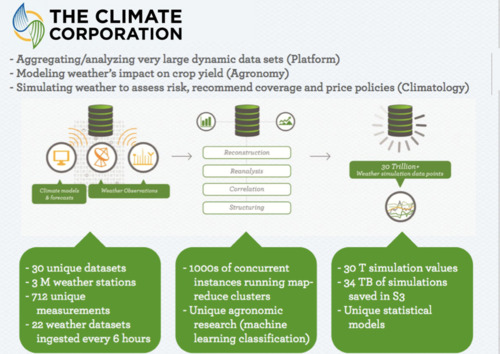 THE CLIMATE
CORPORATION
- Aggregating/analyzing very large dynamic data sets (Platform)
- Modeling weather's impact on crop yield (Agronomy)
- Simulating weather to assess risk, recommend coverage and price policies (Climatology)
Climate models
& forecasts
Weather Observations
Reconstruction
Reanalysis
Correlation
Structuring
30 Trillion+
Weather simulation data points
- 30 unique datasets
- 3 M weather stations
- 712 unique
measurements
- 22 weather datasets
ingested every 6 hours
- 1000s of concurrent
instances running map-
reduce clusters
- Unique agronomic
research (machine
learning classification)
- 30 T simulation values
- 34 TB of simulations
saved in S3
- Unique statistical
models